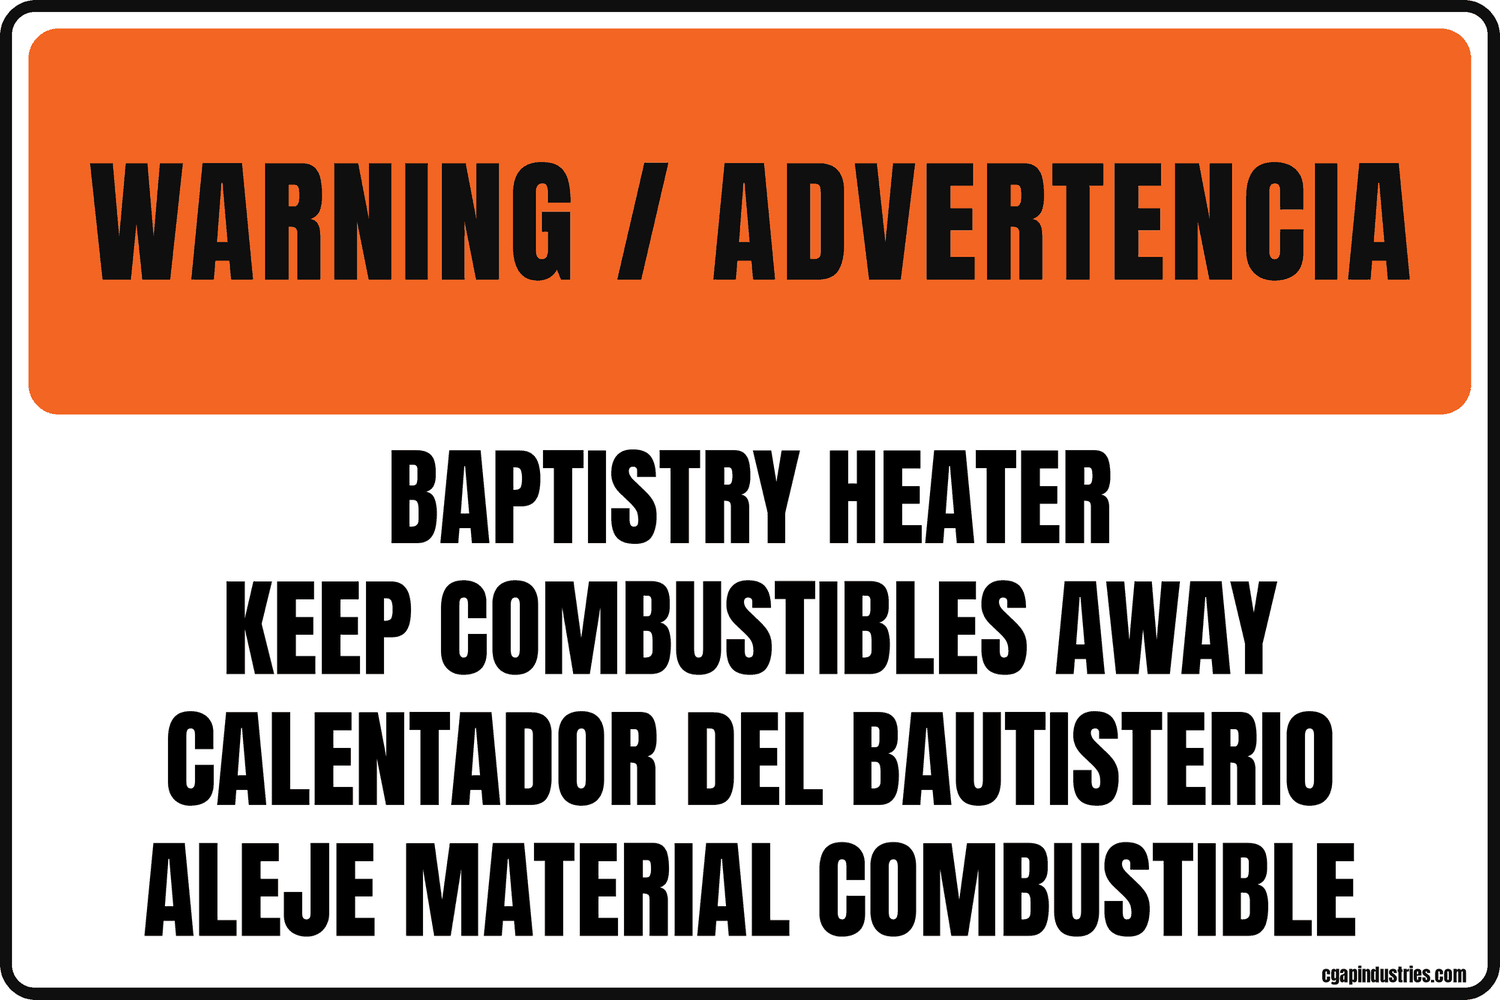 WARNING / ADVERTENCIA
BAPTISTRY HEATER
KEEP COMBUSTIBLES AWAY
CALENTADOR DEL BAUTISTERIO
ALEJE MATERIAL COMBUSTIBLE
cgapindustries.com